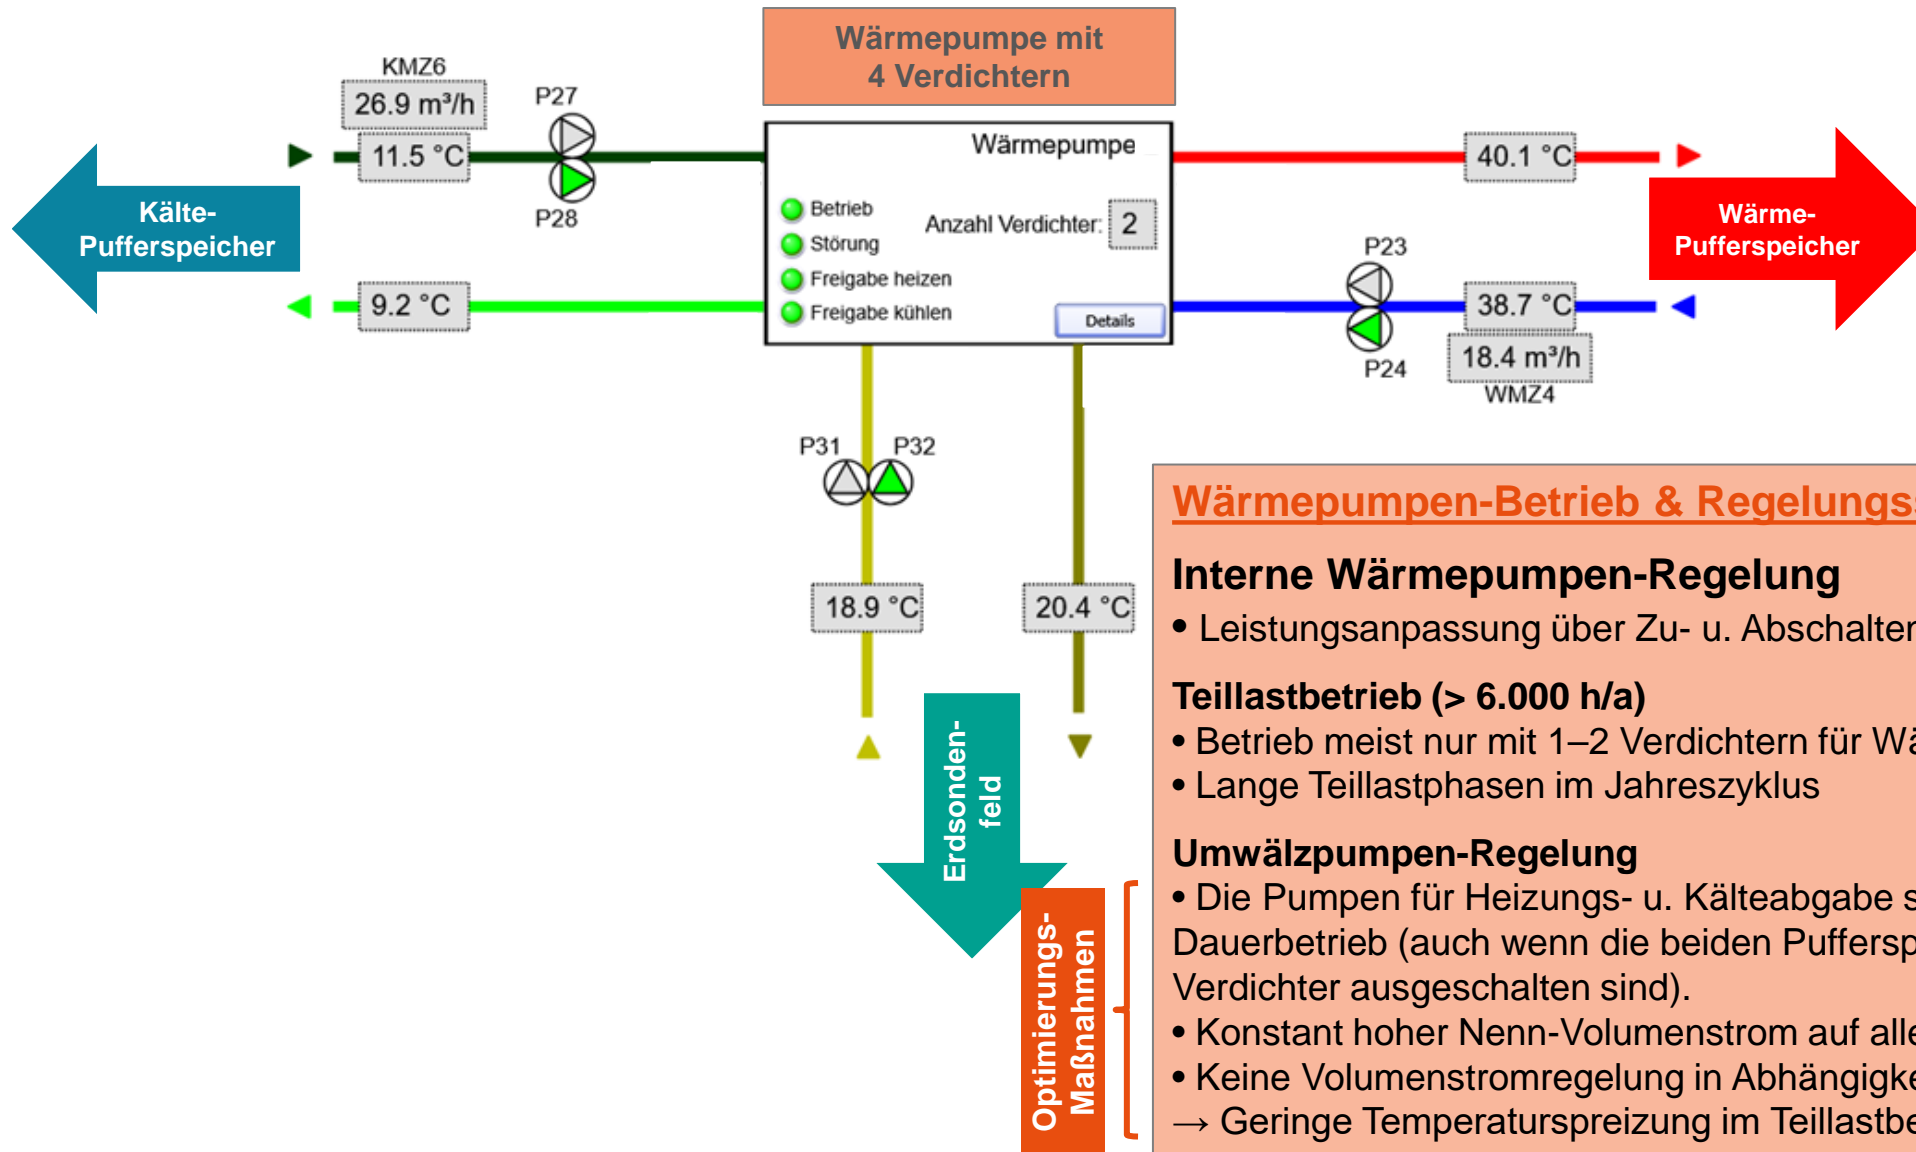 Wärmepumpe mit
4 Verdichtern
KMZ6
26.9 m³/h
P27
11.5 °C
P28
Kälte-
Pufferspeicher
9.2 °C
Wärmepumpe
Betrieb
Anzahl Verdichter: 2
Störung
Freigabe heizen
Freigabe kühlen
Details
40.1 °C
Wärme-
Pufferspeicher
P23
38.7 °C
P24
18.4 m³/h
WMZ4
P31 P32
18.9 °C
20.4 °C
Erdsonden-
feld
Optimierungs-
Maßnahmen
Wärmepumpen-Betrieb & Regelungs
Interne Wärmepumpen-Regelung
• Leistungsanpassung über Zu- u. Abschalten
Teillastbetrieb (> 6.000 h/a)
• Betrieb meist nur mit 1–2 Verdichtern für Wä
• Lange Teillastphasen im Jahreszyklus
Umwälzpumpen-Regelung
• Die Pumpen für Heizungs- u. Kälteabgabe s
Dauerbetrieb (auch wenn die beiden Puffersp
Verdichter ausgeschalten sind).
• Konstant hoher Nenn-Volumenstrom auf alle
• Keine Volumenstromregelung in Abhängigke
→ Geringe Temperaturspreizung im Teillastbe